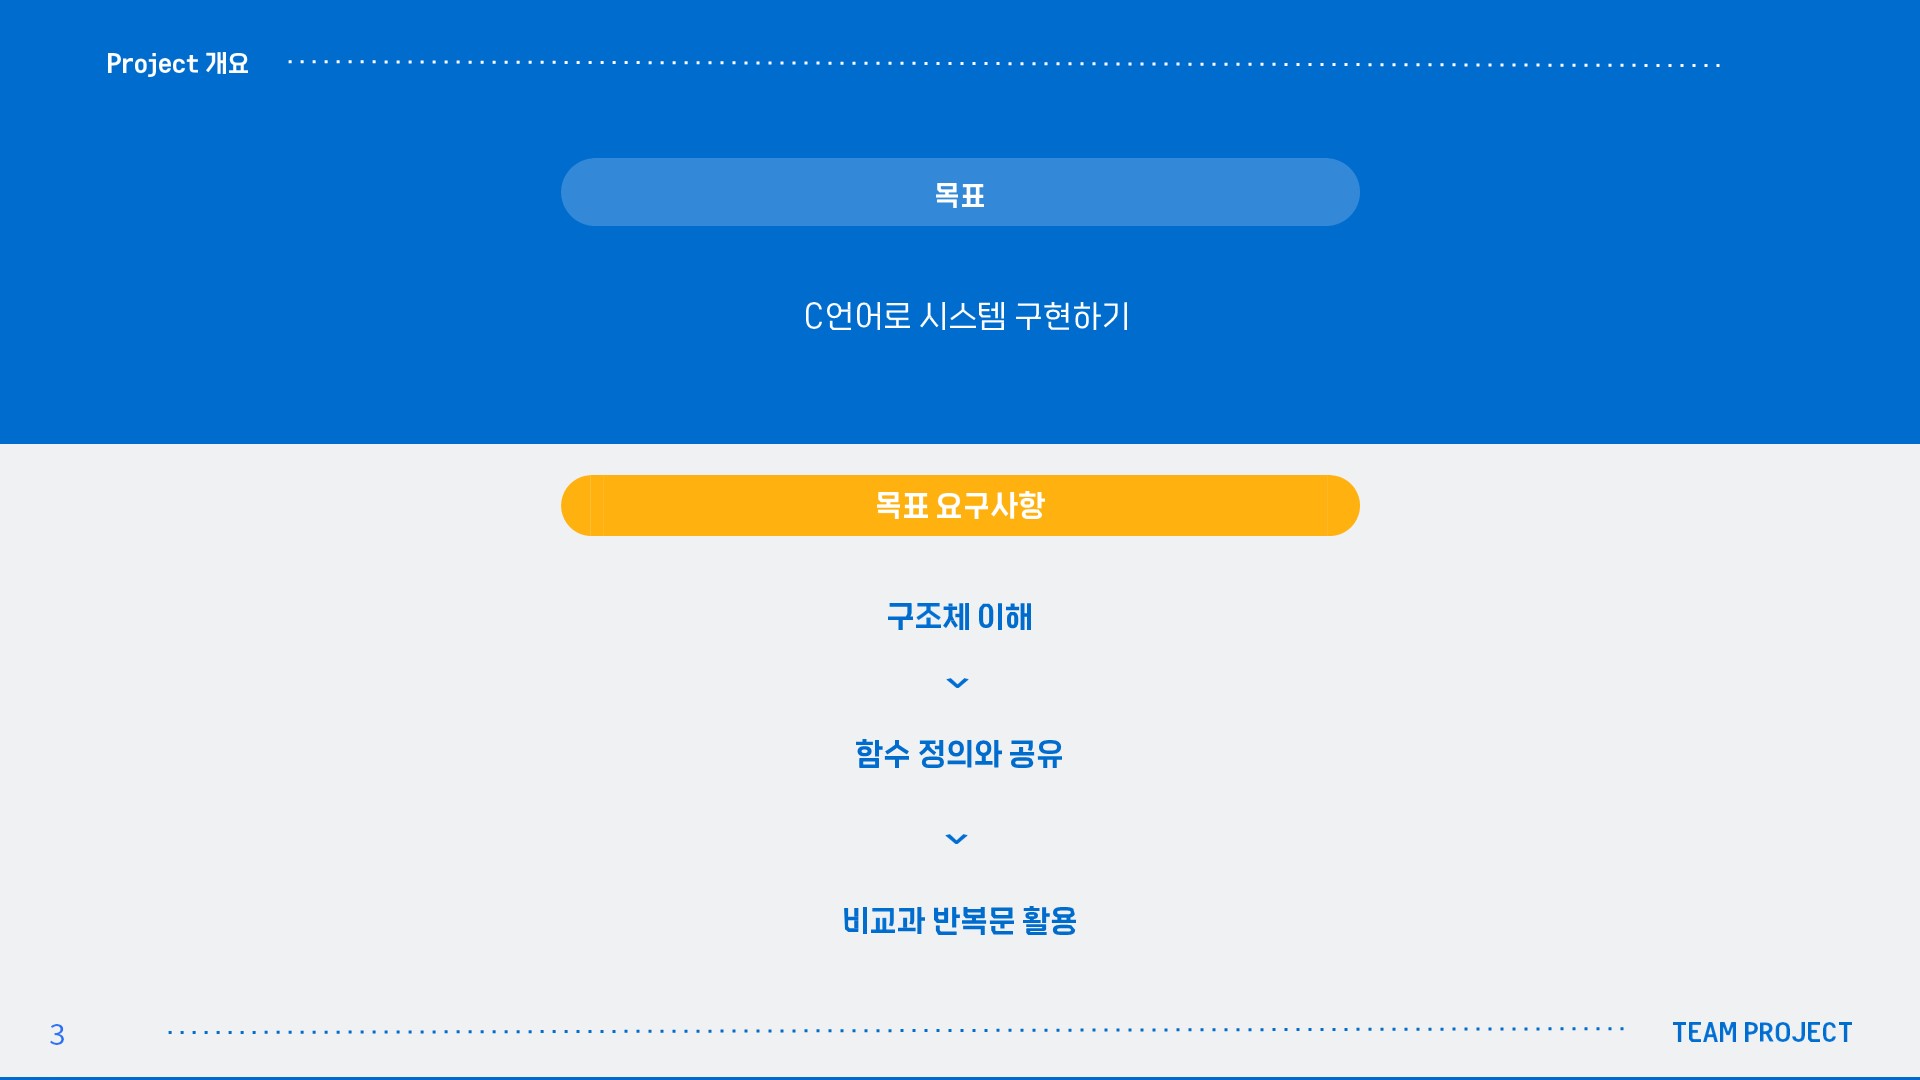 Project 개요
목표
C언어로 시스템 구현하기
목표 요구사항
구조체 이해
함수 정의와 공유
비교과 반복문 활용
3
TEAM PROJECT